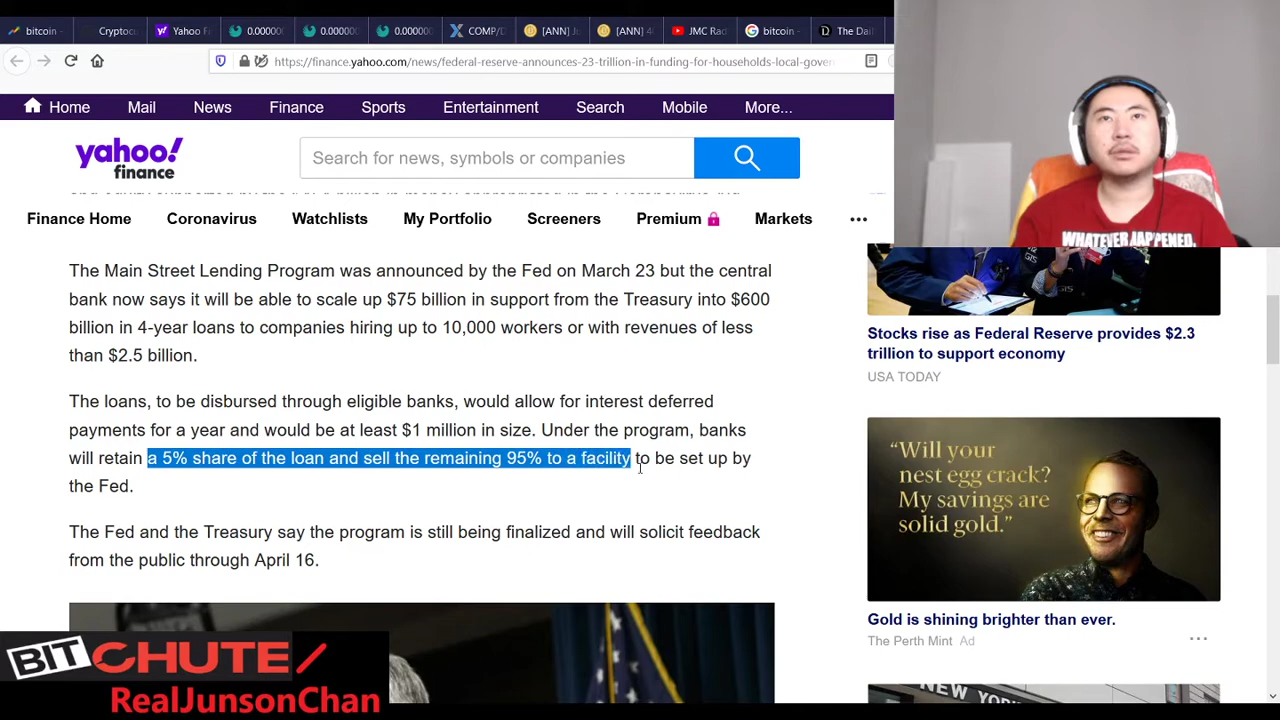 bitcoin -
Cryptocu
Yahoo F
0.00000
0.00000
0.00000
COMP/
[ANN]
[ANN]
JMC Rad
bitcoin -
The Dail
https://finance.yahoo.com/news/federal-reserve-announces-23-trillion-in-funding-for-households-local-gover
Home Mail News Finance Sports Entertainment Search Mobile More...
yahoo!
finance
Search for news, symbols or companies
Finance Home Coronavirus Watchlists My Portfolio Screeners Premium Markets
WHATEVER HAPPENED,
The Main Street Lending Program was announced by the Fed on March 23 but the central
bank now says it will be able to scale up $75 billion in support from the Treasury into $600
billion in 4-year loans to companies hiring up to 10,000 workers or with revenues of less
than $2.5 billion.
The loans, to be disbursed through eligible banks, would allow for interest deferred
payments for a year and would be at least $1 million in size. Under the program, banks
will retain a 5% share of the loan and sell the remaining 95% to a facility to be set up by
the Fed.
The Fed and the Treasury say the program is still being finalized and will solicit feedback
from the public through April 16.
GTS
Stocks rise as Federal Reserve provides $2.3
trillion to support economy
USA TODAY
“Will your
nest egg crack?
My savings are
solid gold.”
Gold is shining brighter than ever.
The Perth Mint Ad
NEW YORK
BITCHUTE
RealJunsonChan